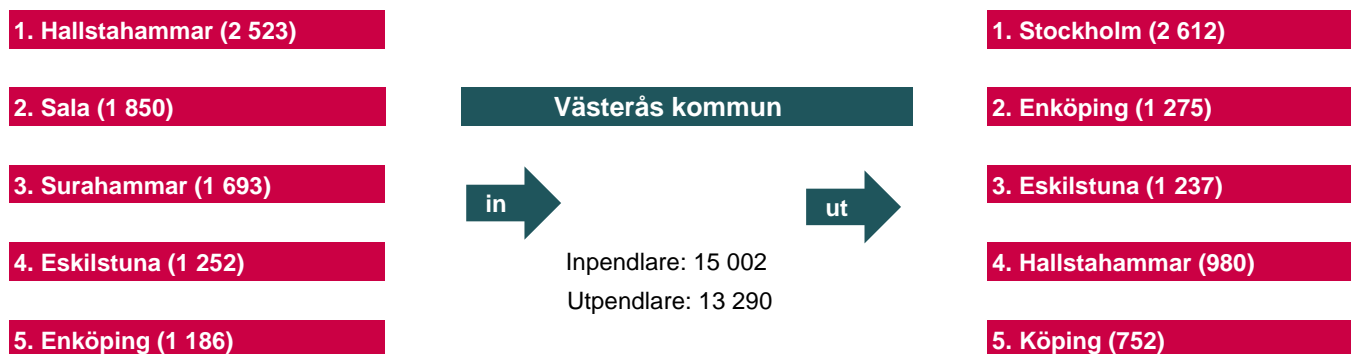 1. Hallstahammar (2 523)
2. Sala (1 850)
3. Surahammar (1 693)
4. Eskilstuna (1 252)
5. Enköping (1 186)
Västerås kommun
in
ut
Inpendlare: 15 002
Utpendlare: 13 290
1. Stockholm (2 612)
2. Enköping (1 275)
3. Eskilstuna (1 237)
4. Hallstahammar (980)
5. Köping (752)